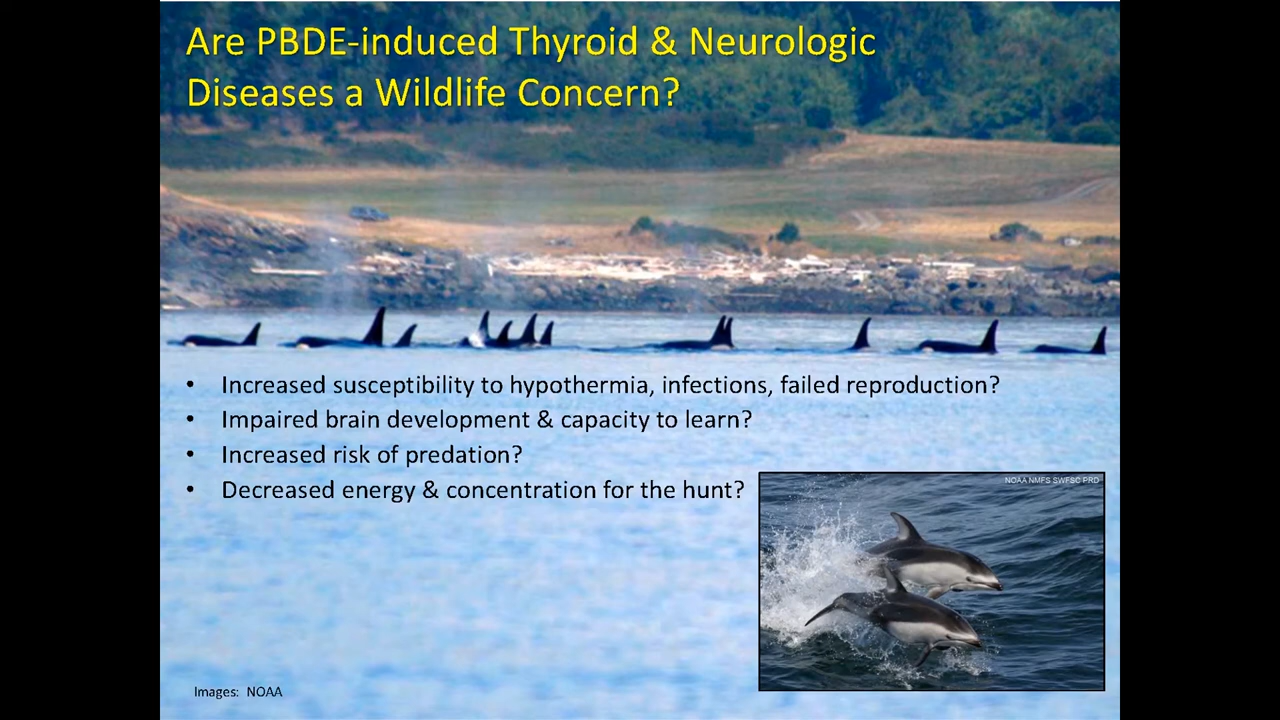 Are PBDE-induced Thyroid & Neurologic
Diseases a Wildlife Concern?
• Increased susceptibility to hypothermia, infections, failed reproduction?
• Impaired brain development & capacity to learn?
• Increased risk of predation?
• Decreased energy & concentration for the hunt?
NOAA NMFS SWFSC PRD
Images: NOAA